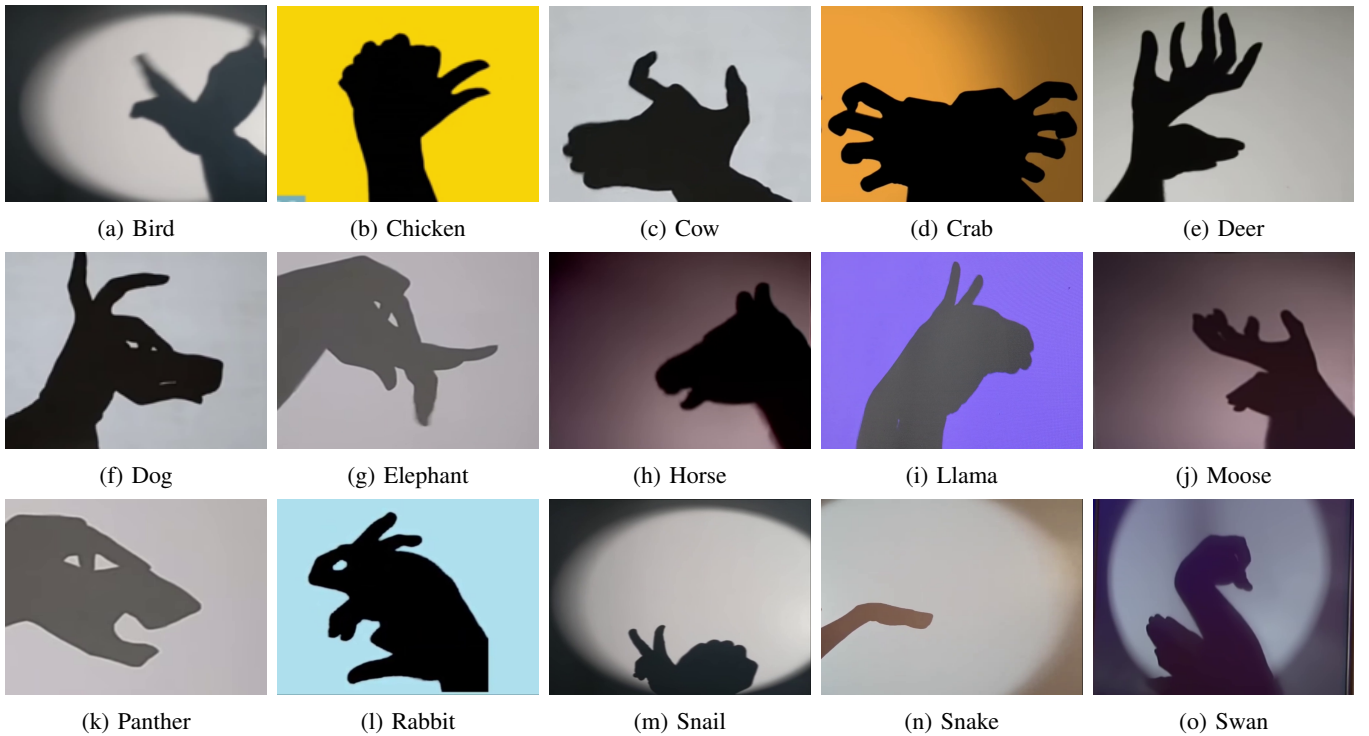 (a) Bird
(b) Chicken
(c) Cow
(d) Crab
(e) Deer
(f) Dog
(g) Elephant
(h) Horse
(i) Llama
(j) Moose
(k) Panther
(l) Rabbit
(m) Snail
(n) Snake
(o) Swan